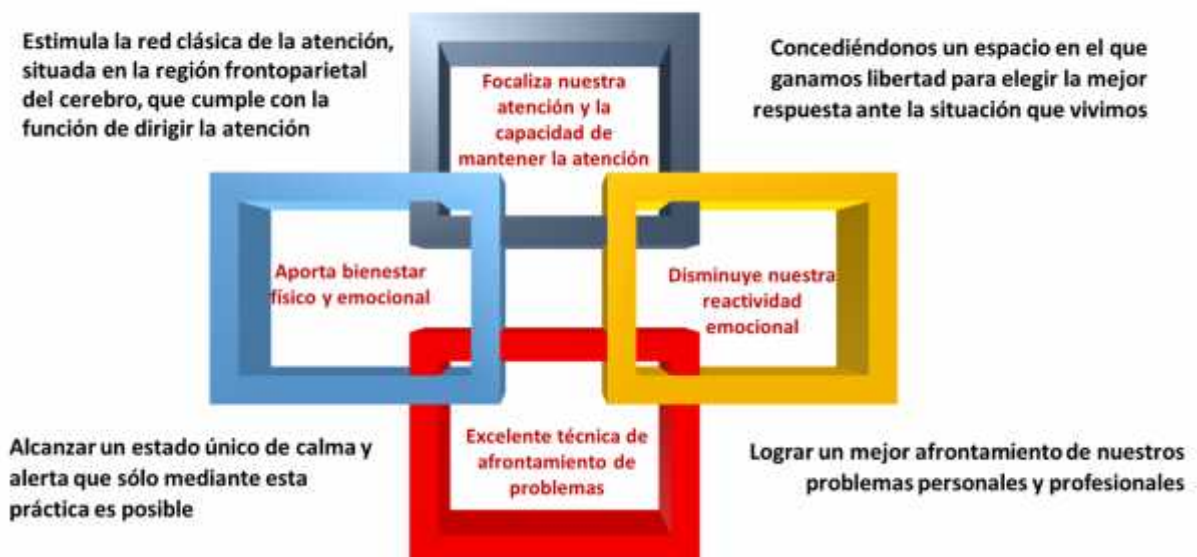 Estimula la red clásica de la atención,
situada en la región frontoparietal
del cerebro, que cumple con la
función de dirigir la atención
Focaliza nuestra
atención y la
capacidad de
mantener la atención
Concediéndonos un espacio en el que
ganamos libertad para elegir la mejor
respuesta ante la situación que vivimos
Aporta bienestar
físico y emocional
Disminuye nuestra
reactividad
emocional
Alcanzar un estado único de calma y
alerta que sólo mediante esta
práctica es posible
Excelente técnica de
afrontamiento de
problemas
Lograr un mejor afrontamiento de nuestros
problemas personales y profesionales